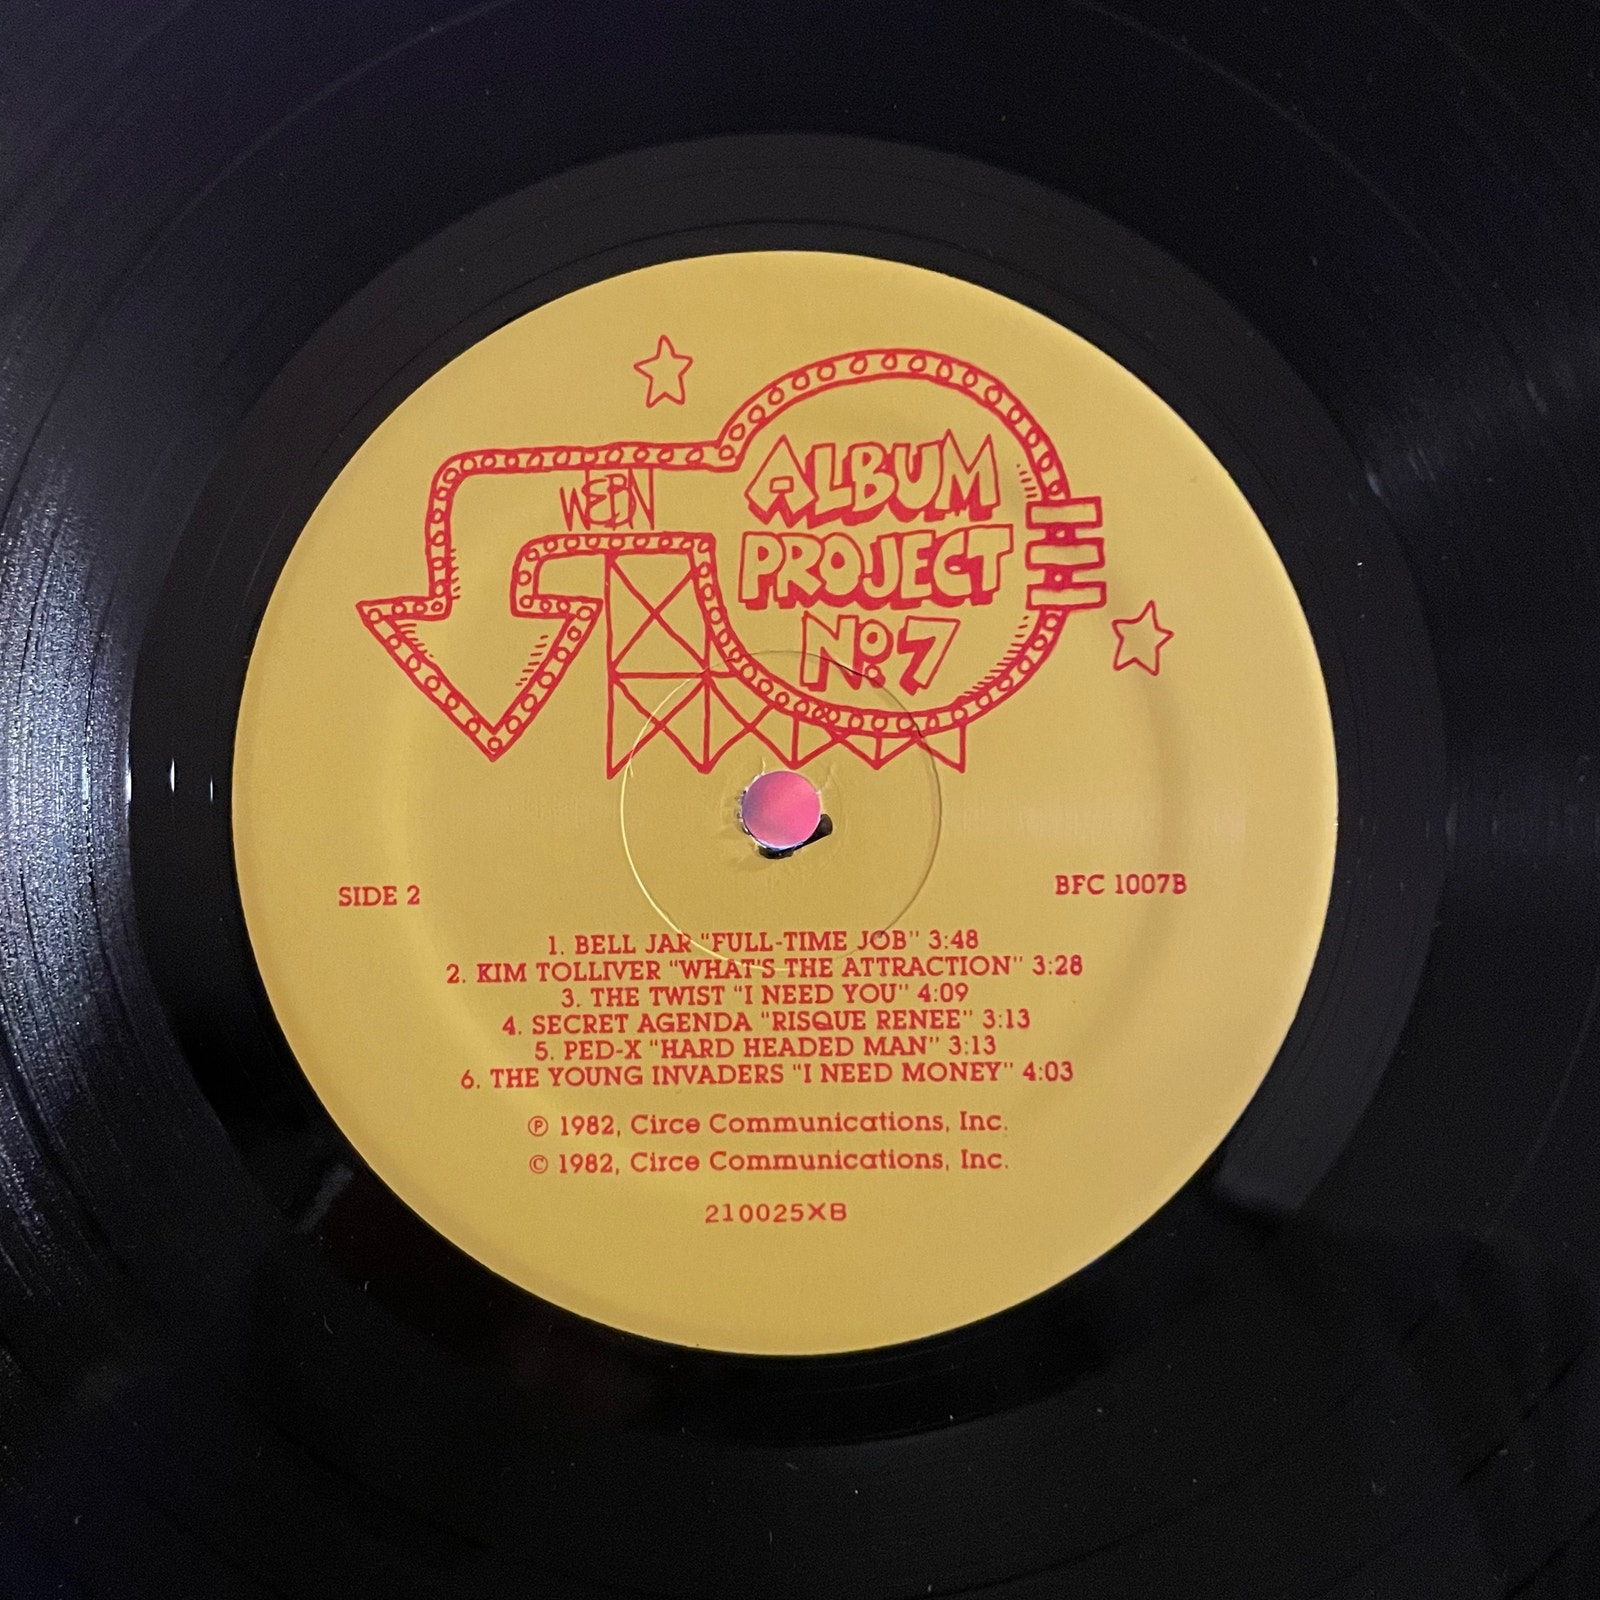 WEBN
ALBUM
PROJECT
No. 7
SIDE 2
BFC 1007B
1. BELL JAR "FULL-TIME JOB" 3:48
2. KIM TOLLIVER "WHAT'S THE ATTRACTION" 3:28
3. THE TWIST "I NEED YOU" 4:09
4. SECRET AGENDA "RISQUE RENEE" 3:13
5. PED-X "HARD HEADED MAN" 3:13
6. THE YOUNG INVADERS "I NEED MONEY" 4:03
℗ 1982, Circe Communications, Inc.
© 1982, Circe Communications, Inc.
210025XB